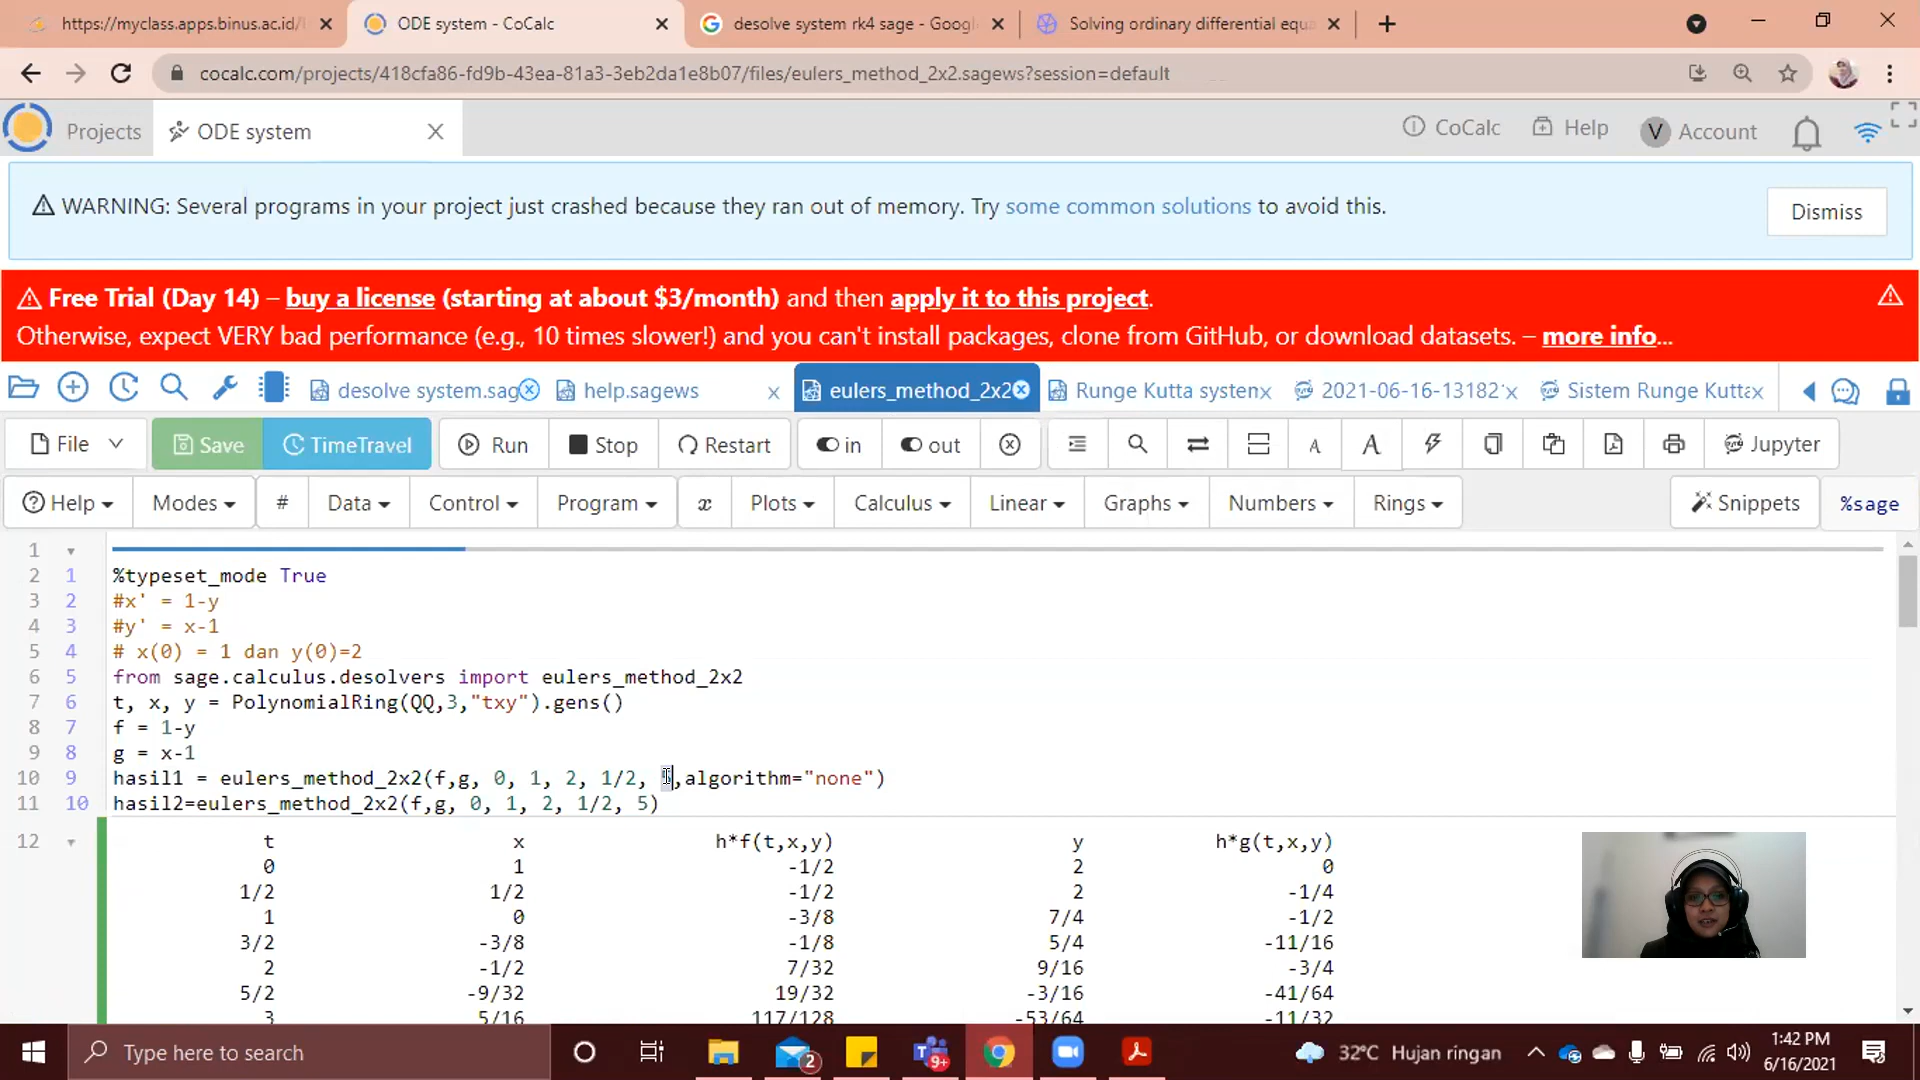 https://myclass.apps.binus.ac.id/ ODE system - CoCalc desolve system rk4 sage - Googl Solving ordinary differential equa
cocalc.com/projects/418cfa86-fd9b-43ea-81a3-3eb2da1e8b07/files/eulers_method_2x2.sagews?session=default
Projects ODE system CoCalc Help V Account
WARNING: Several programs in your project just crashed because they ran out of memory. Try some common solutions to avoid this. Dismiss
Free Trial (Day 14) – buy a license (starting at about $3/month) and then apply it to this project.
Otherwise, expect VERY bad performance (e.g., 10 times slower!) and you can't install packages, clone from GitHub, or download datasets. – more info...
desolve system.sag help.sagews eulers_method_2x2 Runge Kutta system 2021-06-16-13182 Sistem Runge Kutta
File Save TimeTravel Run Stop Restart in out A A Jupyter
Help Modes # Data Control Program x Plots Calculus Linear Graphs Numbers Rings Snippets %sage
1
2 1 %typeset_mode True
3 2 #x' = 1-y
4 3 #y' = x-1
5 4 # x(0) = 1 dan y(0)=2
6 5 from sage.calculus.desolvers import eulers_method_2x2
7 6 t, x, y = PolynomialRing(QQ,3,"txy").gens()
8 7 f = 1-y
9 8 g = x-1
10 9 hasil1 = eulers_method_2x2(f,g, 0, 1, 2, 1/2, ,algorithm="none")
11 10 hasil2=eulers_method_2x2(f,g, 0, 1, 2, 1/2, 5)
12 t x h*f(t,x,y) y h*g(t,x,y)
0 1 -1/2 2 0
1/2 1/2 -1/2 2 -1/4
1 0 -3/8 7/4 -1/2
3/2 -3/8 -1/8 5/4 -11/16
2 -1/2 7/32 9/16 -3/4
5/2 -9/32 19/32 -3/16 -41/64
3 5/16 117/128 -53/64 -11/32
Type here to search 2 9+ 32°C Hujan ringan 1:42 PM
6/16/2021